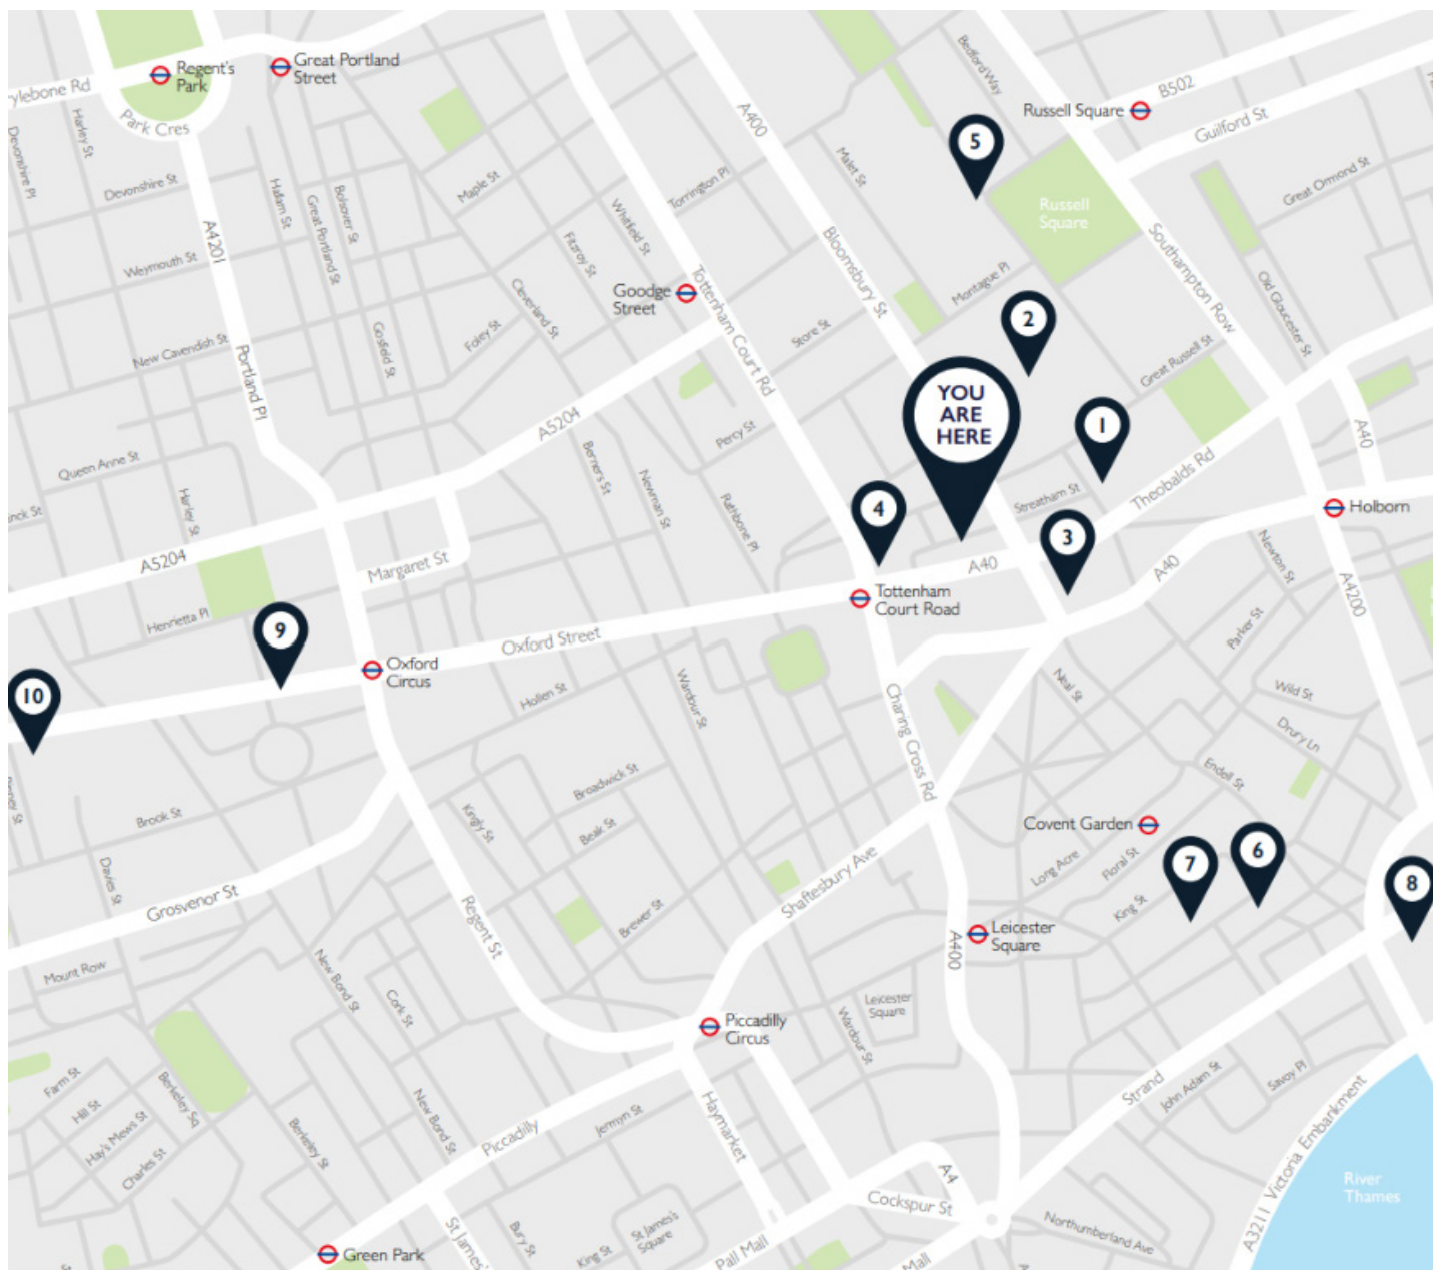 Regent's
Park
Great Portland
Street
ylebone Rd
Park Cres
Harley St
Devonshire Pl
Devonshire St
Hallam St
Great Portland St
Bolsover St
A4201
Weymouth St
New Cavendish St
Portland Pl
Gosfield St
Maple St
Foley St
Cleverland St
Fitzroy St
Whitfield St
Torrington Pl
Goodge
Street
Tottenham Court Rd
A400
Malet St
Bedford Way
5
Russell Square
B502
Guilford St
Russell
Square
Great Ormond St
Southampton Row
Old Gloucester St
Bloomsbury St
Montague Pl
Store St
2
Great Russell St
YOU
ARE
HERE
1
Streatham St
Theobalds Rd
A40
Holborn
3
4
A40
A40
Tottenham
Court Road
Percy St
A5204
Berners St
Newman St
Rathbone Pl
Queen Anne St
Harley St
nck St
A5204
Margaret St
Henrietta Pl
9
10
Oxford
Circus
Oxford Street
Hollen St
Wardour St
Newton St
Parker St
A4200
Neal St
Wild St
Drury Ln
Endell St
Charing Cross Rd
Broadwick St
Beak St
Kingly St
Brook St
Davies St
Grosvenor St
Regent St
Brewer St
Shaftesbury Ave
Covent Garden
Long Acre
Floral St
King St
7
6
8
Leicester
Square
A400
Leicester
Square
Wardour St
Piccadilly
Circus
Mount Row
New Bond St
Cork St
Farm St
Hill St
Hay's Mews St
Charles St
Berkeley Sq
Berkeley St
New Bond St
Piccadilly
Jermyn St
Haymarket
Strand
John Adam St
Savoy Pl
A3211 Victoria Embankment
River
Thames
A4
Cockspur St
Northumberland Ave
Green Park
St James'
Bury St
King St
St James's
Square
Pall Mall
Mall